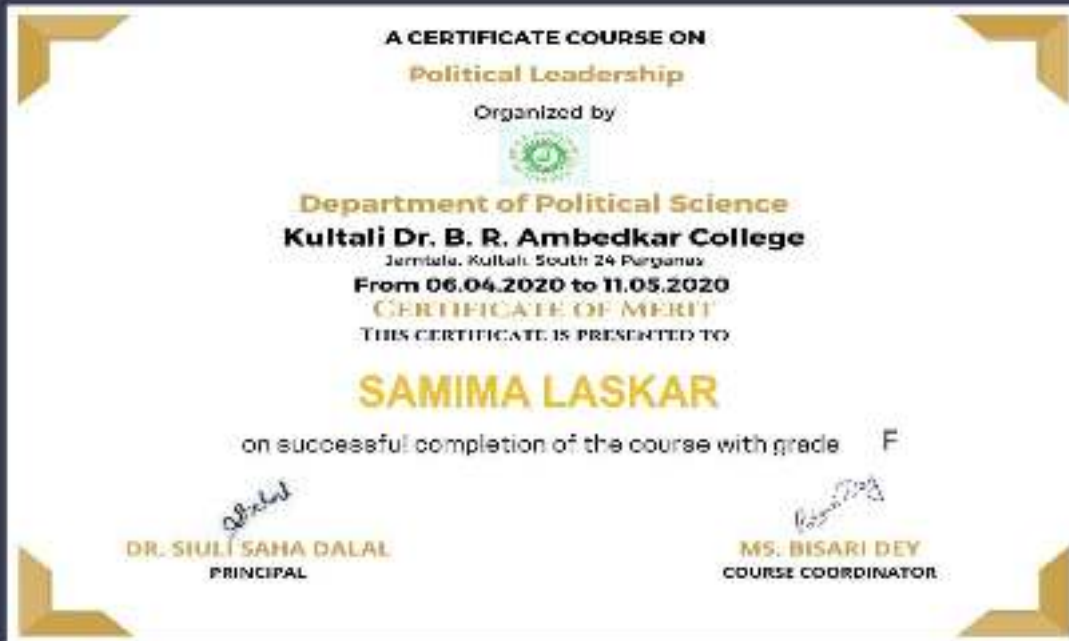 A CERTIFICATE COURSE ON
Political Leadership
Organized by
Department of Political Science
Kultali Dr. B. R. Ambedkar College
Jamtala, Kultali, South 24 Parganas
From 06.04.2020 to 11.05.2020
CERTIFICATE OF MERIT
THIS CERTIFICATE IS PRESENTED TO
SAMIMA LASKAR
on successful completion of the course with grade F
DR. SIULI SAHA DALAL
PRINCIPAL
MS. BISARI DEY
COURSE COORDINATOR